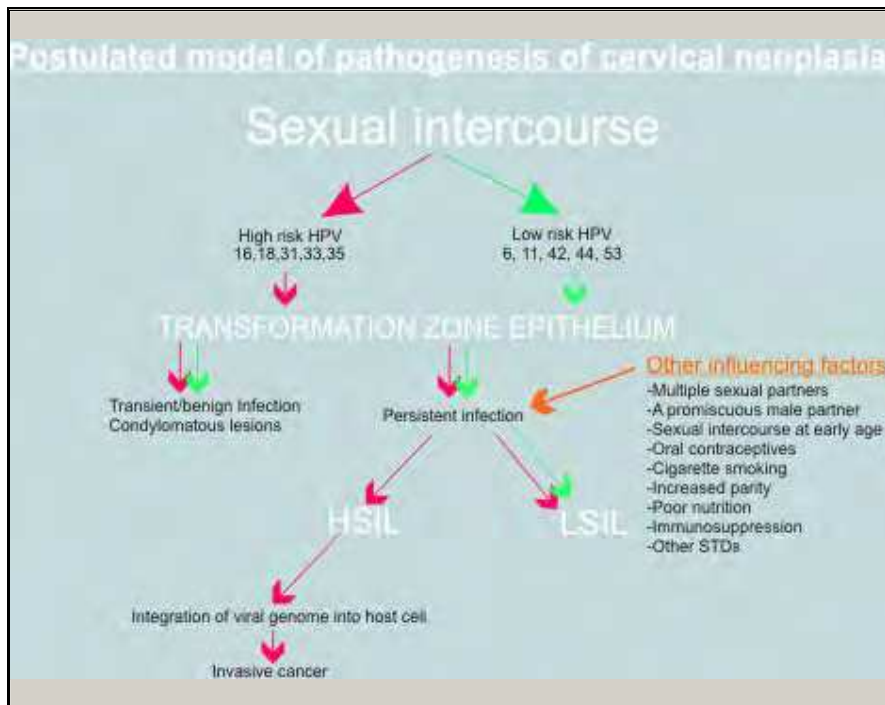 Postulated model of pathogenesis of cervical neoplasia
Sexual intercourse
High risk HPV
16,18,31,33,35
Low risk HPV
6, 11, 42, 44, 53
TRANSFORMATION ZONE EPITHELIUM
Transient/benign Infection
Condylomatous lesions
Persistent infection
Other influencing factors
-Multiple sexual partners
-A promiscuous male partner
-Sexual intercourse at early age
-Oral contraceptives
-Cigarette smoking
-Increased parity
-Poor nutrition
-Immunosuppression
-Other STDs
HSIL
LSIL
Integration of viral genome into host cell
Invasive cancer